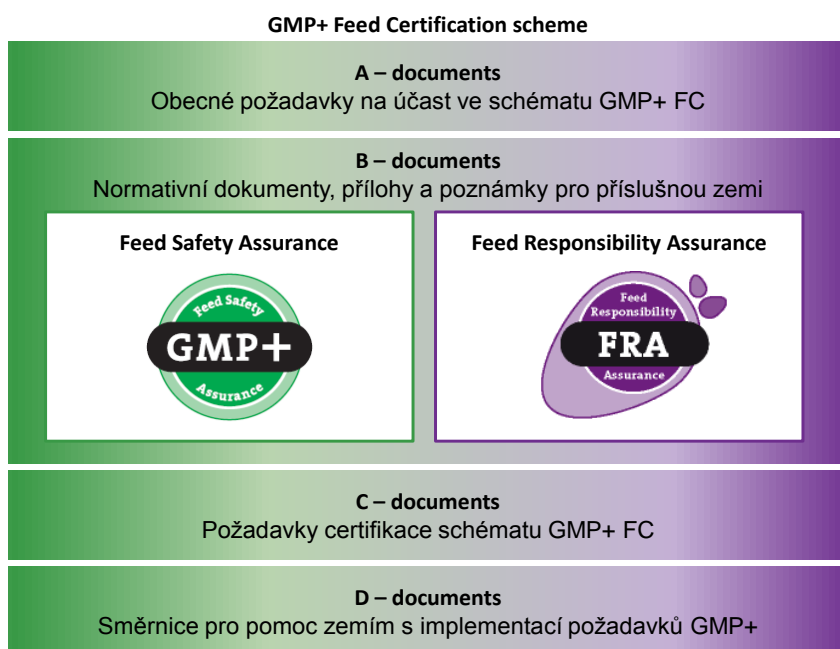 GMP+ Feed Certification scheme
A – documents
Obecné požadavky na účast ve schématu GMP+ FC
B – documents
Normativní dokumenty, přílohy a poznámky pro příslušnou zemi
Feed Safety Assurance
Feed Safety
GMP+
Assurance
Feed Responsibility Assurance
Feed
Responsibility
FRA
Assurance
C – documents
Požadavky certifikace schématu GMP+ FC
D – documents
Směrnice pro pomoc zemím s implementací požadavků GMP+